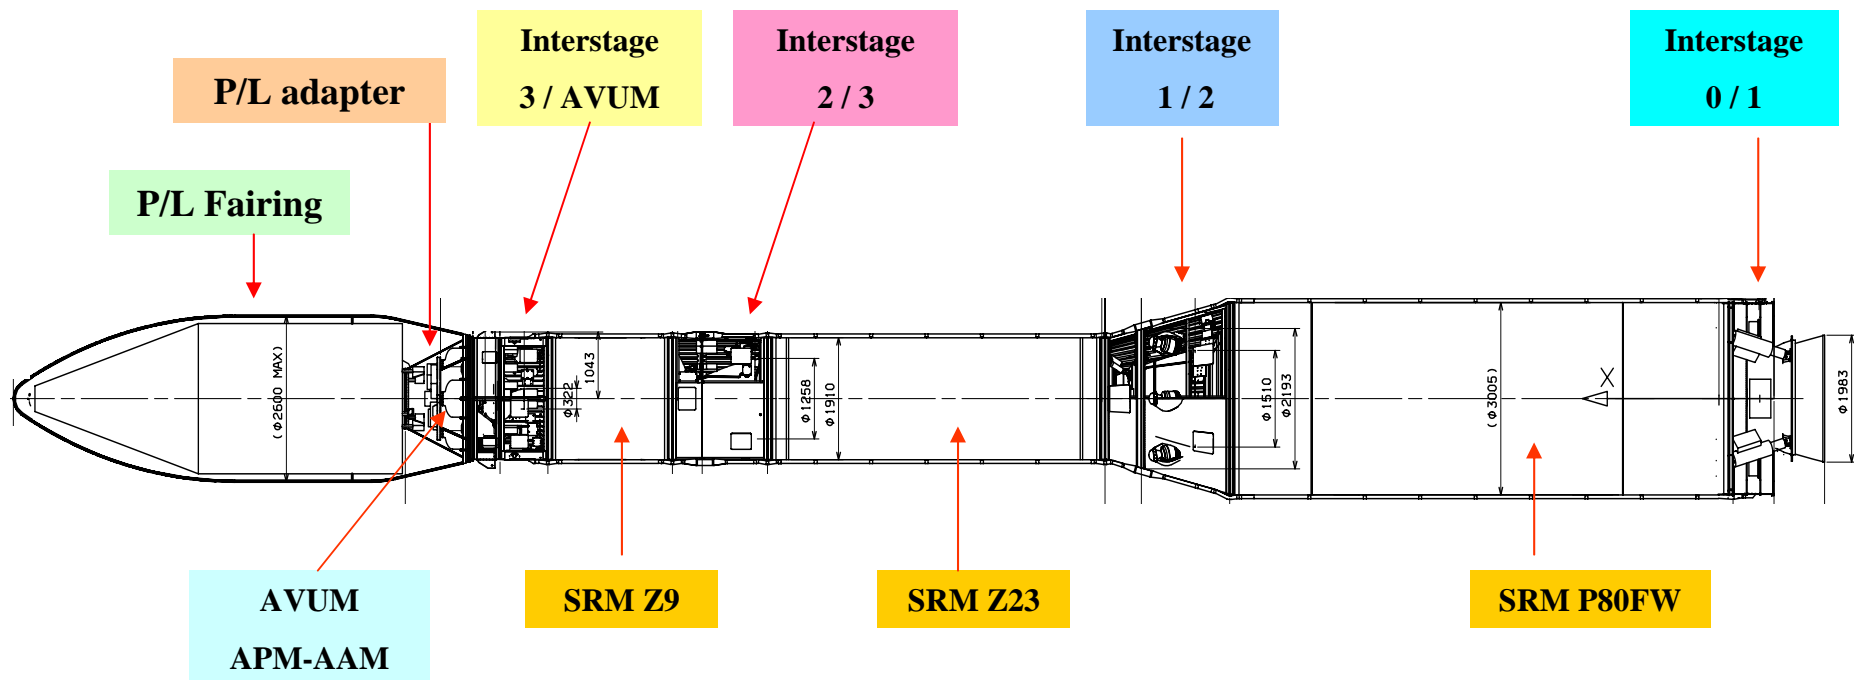 Interstage
3 / AVUM
Interstage
2 / 3
Interstage
1 / 2
Interstage
0 / 1
P/L adapter
P/L Fairing
(Φ2600 MAX)
Φ322
1043
Φ1258
Φ1910
Φ1510
Φ2193
(Φ3005)
X
Φ1983
AVUM
APM-AAM
SRM Z9
SRM Z23
SRM P80FW